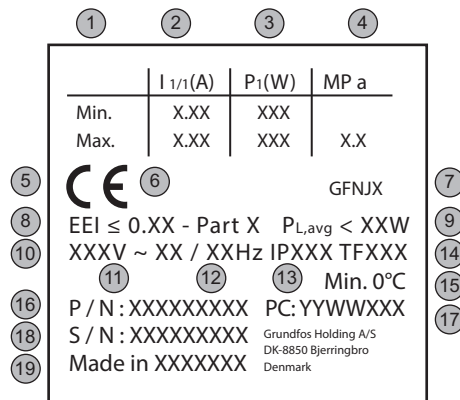 1 2 3 4
I 1/1(A) P1(W) MP a
Min. X.XX XXX
Max. X.XX XXX X.X
5 CE 6 GFNJX 7
8 EEI ≤ 0.XX - Part X PL,avg < XXW 9
10 XXXV ~ XX / XXHz IPXXX TFXXX 14
11 12 13 Min. 0°C 15
16 P / N : XXXXXXXXX PC: YYWWXXX 17
18 S / N : XXXXXXXXX Grundfos Holding A/S
DK-8850 Bjerringbro
19 Made in XXXXXXX Denmark